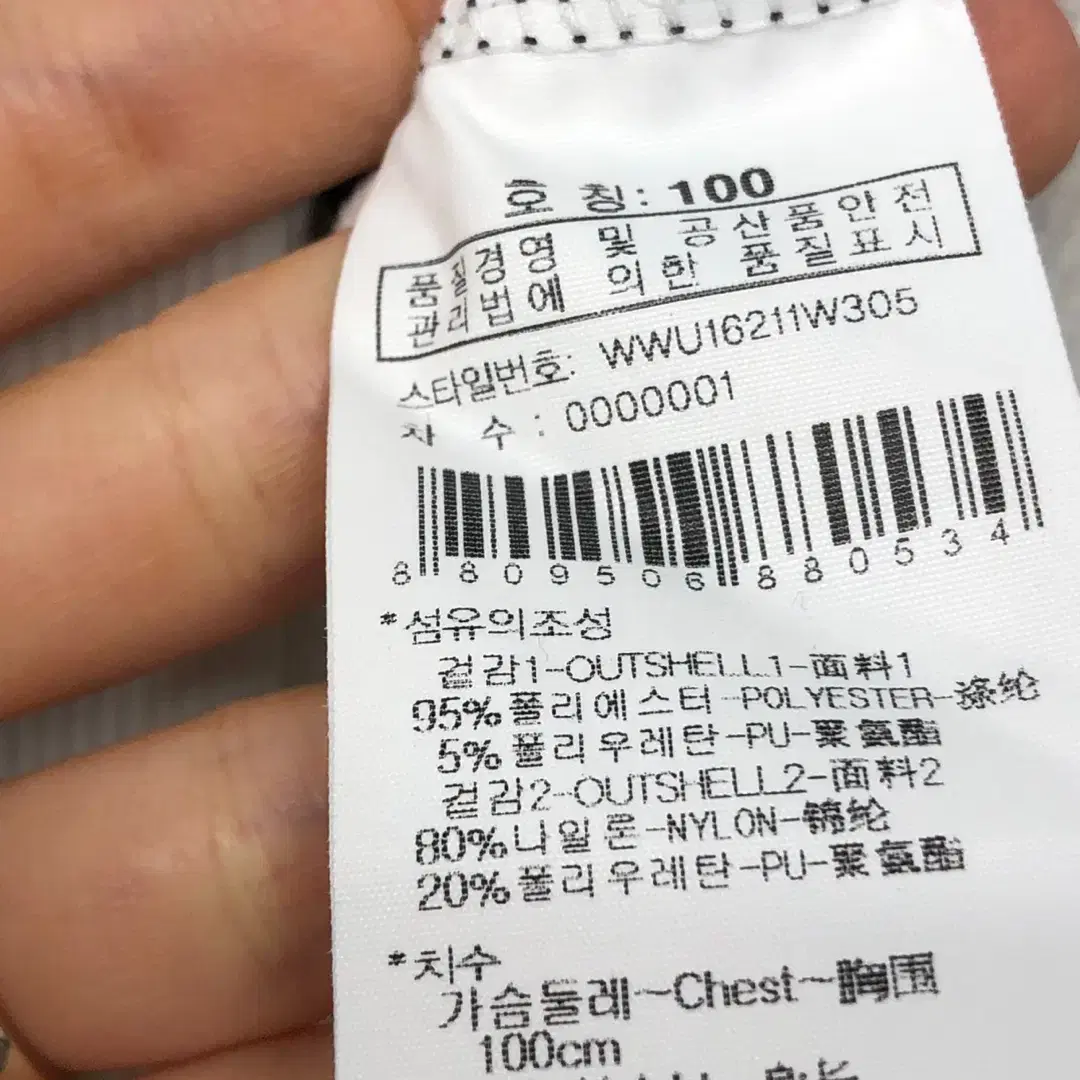 호 칭: 100
품질경영 및 공산품안전
관리법에 의한 품질표시
스타일번호: WWU16211W305
차 수 : 0000001
8 809506 880534
*섬유의조성
겉감1-OUTSHELL1-面料1
95%폴리에스터-POLYESTER-涤纶
5%폴리우레탄-PU-聚氨酯
겉감2-OUTSHELL2-面料2
80%나일론-NYLON-锦纶
20%폴리우레탄-PU-聚氨酯
*치수
가슴둘레~Chest~胸围
100cm